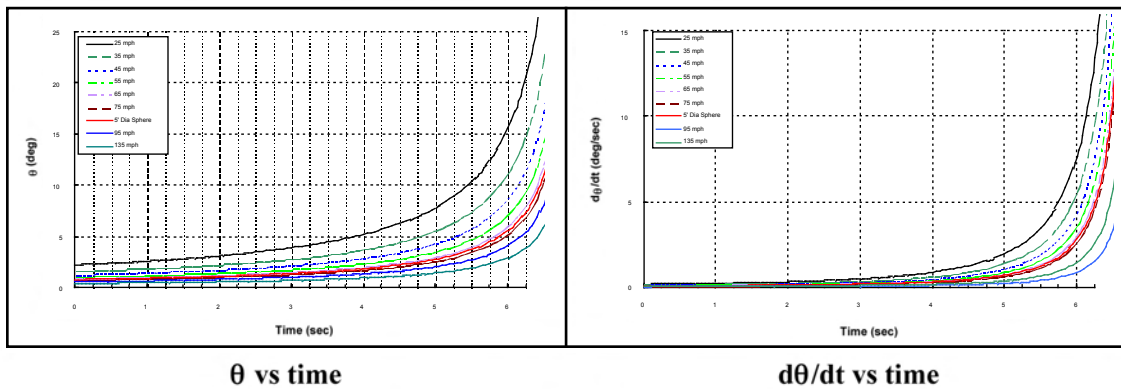 25
20
15
10
5
0
θ (deg)
25 mph
35 mph
45 mph
55 mph
65 mph
75 mph
5' Dia Sphere
95 mph
135 mph
0 1 2 3 4 5 6
Time (sec)
15
10
5
0
dθ/dt (deg/sec)
25 mph
35 mph
45 mph
55 mph
65 mph
75 mph
5' Dia Sphere
95 mph
135 mph
0 1 2 3 4 5 6
Time (sec)
θ vs time
dθ/dt vs time